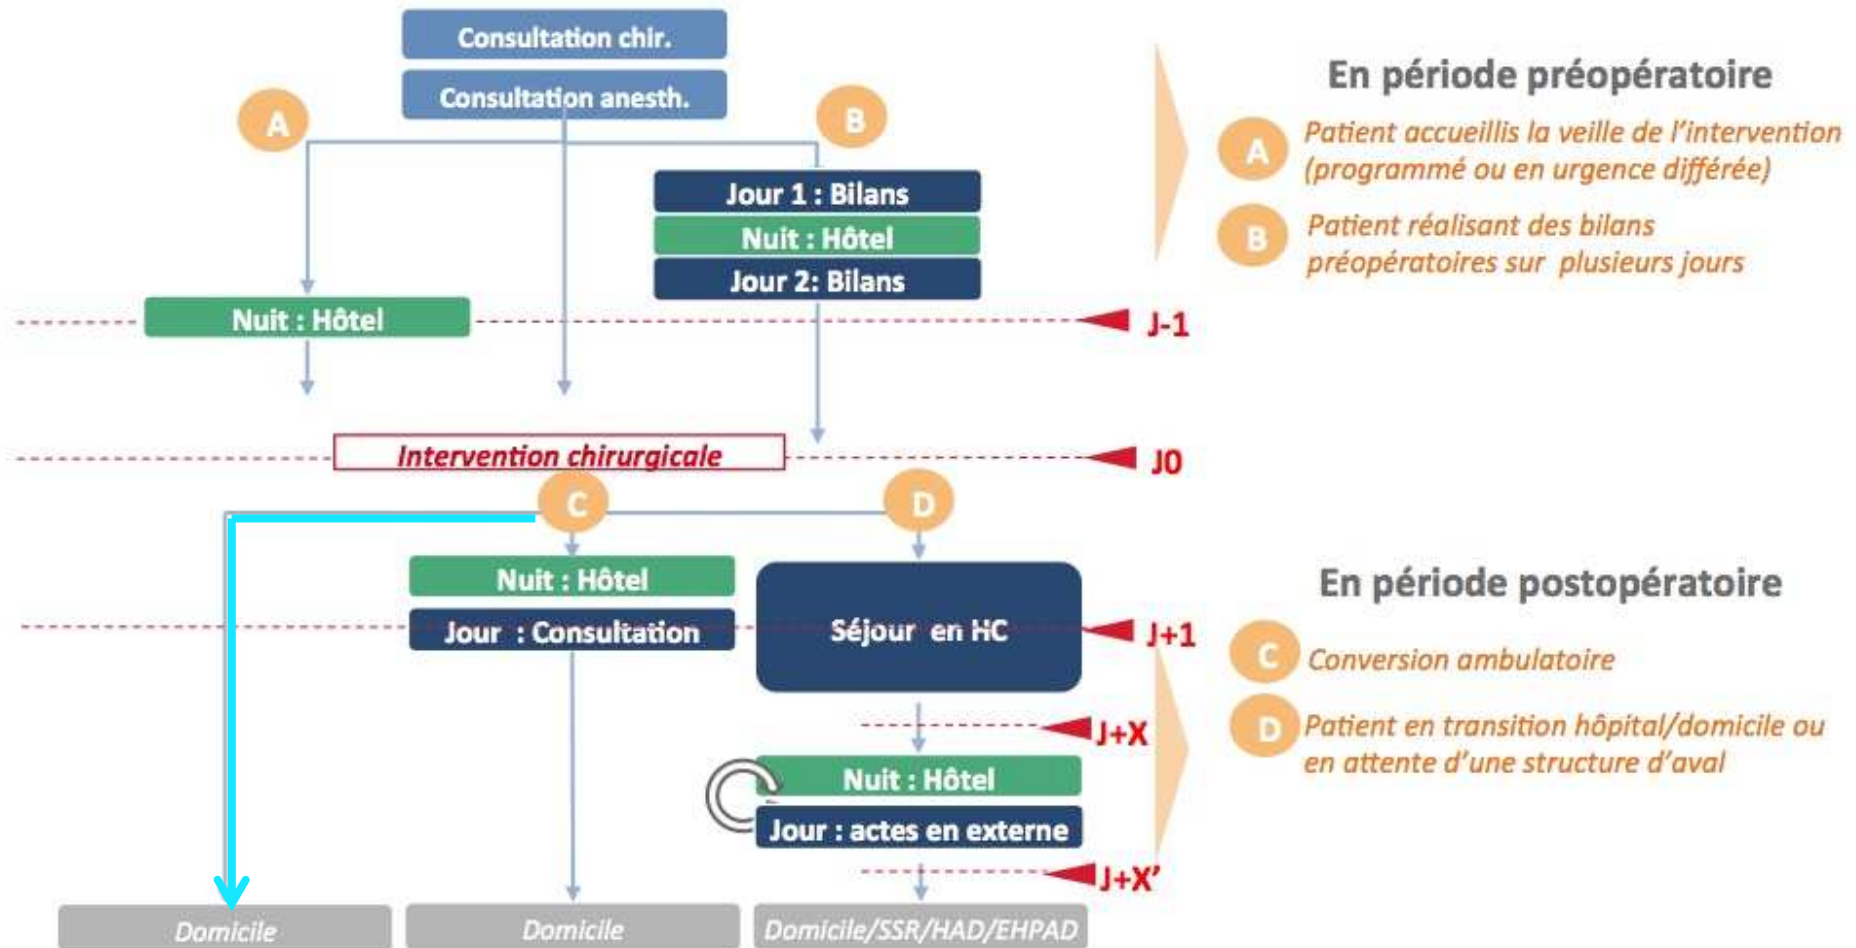 Consultation chir.
Consultation anesth.
A
B
Jour 1 : Bilans
Nuit : Hôtel
Jour 2: Bilans
Nuit : Hôtel
J-1
Intervention chirurgicale
J0
C
D
Nuit : Hôtel
Jour : Consultation
Séjour en HC
J+1
J+X
Nuit : Hôtel
Jour : actes en externe
J+X'
Domicile
Domicile
Domicile/SSR/HAD/EHPAD
En période préopératoire
A
Patient accueillis la veille de l'intervention
(programmé ou en urgence différée)
B
Patient réalisant des bilans
préopératoires sur plusieurs jours
En période postopératoire
C
Conversion ambulatoire
D
Patient en transition hôpital/domicile ou
en attente d'une structure d'aval